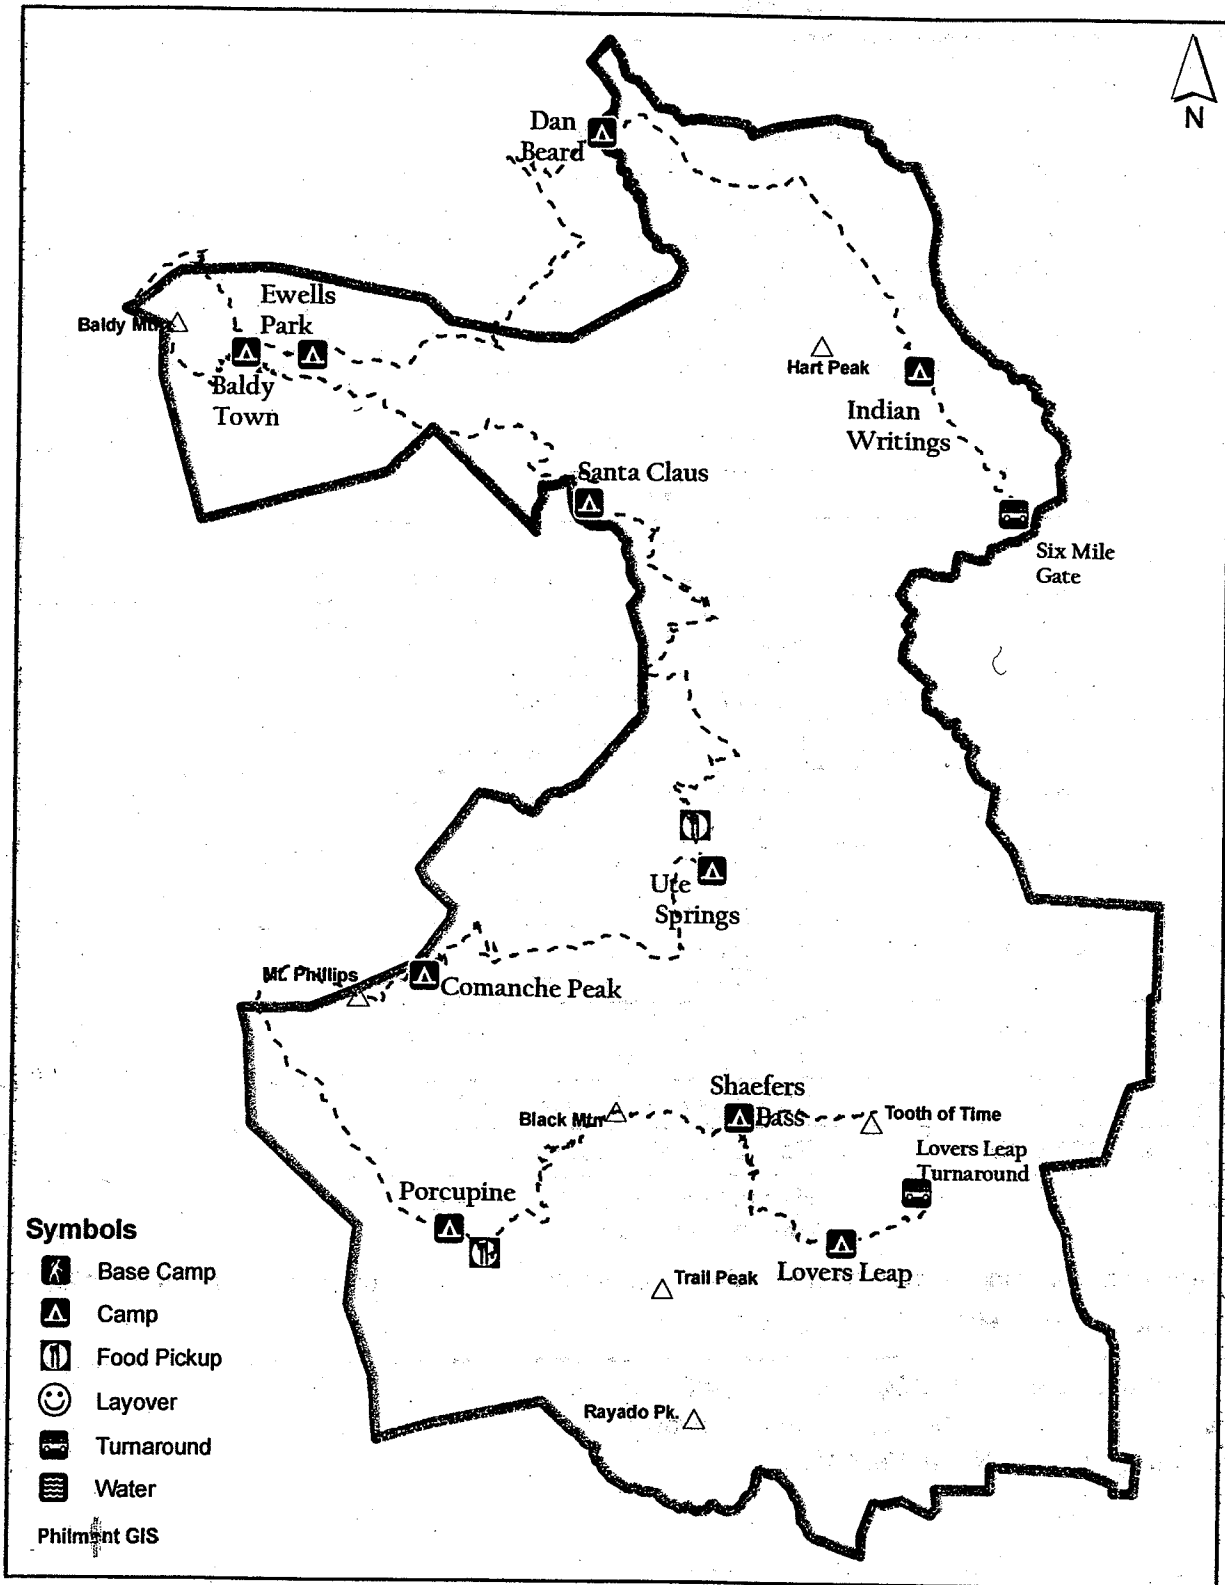 N
Dan
Beard
Ewells
Park
Baldy Mtn
Hart Peak
Baldy
Town
Indian
Writings
Santa Claus
Six Mile
Gate
Ute
Springs
Mt. Phillips
Comanche Peak
Shaefers
Pass
Black Mtn
Tooth of Time
Lovers Leap
Turnaround
Porcupine
Trail Peak
Lovers Leap
Rayado Pk.
Symbols
Base Camp
Camp
Food Pickup
Layover
Turnaround
Water
Philmont GIS